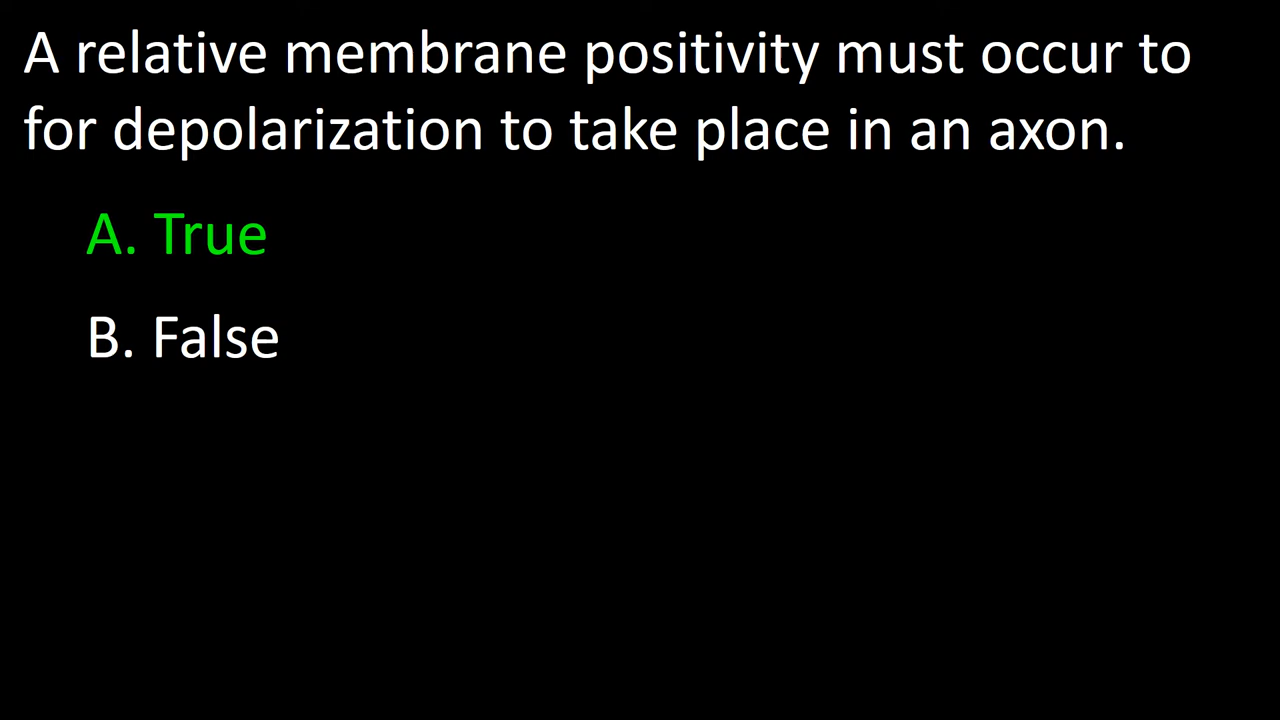 A relative membrane positivity must occur to
for depolarization to take place in an axon.
A. True
B. False